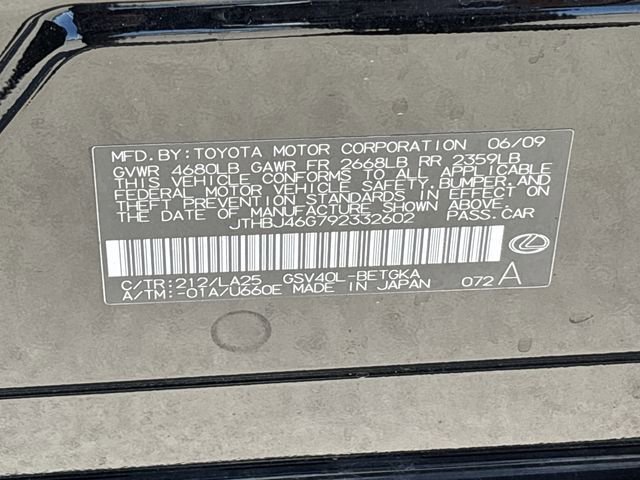 MFD.BY:TOYOTA MOTOR CORPORATION 06/09
GVWR 4680LB GAWR FR 2668LB RR 2359LB
THIS VEHICLE CONFORMS TO ALL APPLICABLE
FEDERAL MOTOR VEHICLE SAFETY,BUMPER,AND
THEFT PREVENTION STANDARDS IN EFFECT ON
THE DATE OF MANUFACTURE SHOWN ABOVE.
JTHBJ46G792332602 PASS.CAR
C/TR:212/LA25 GSV40L-BETGKA
A/TM:-01A/U660E MADE IN JAPAN 072 A